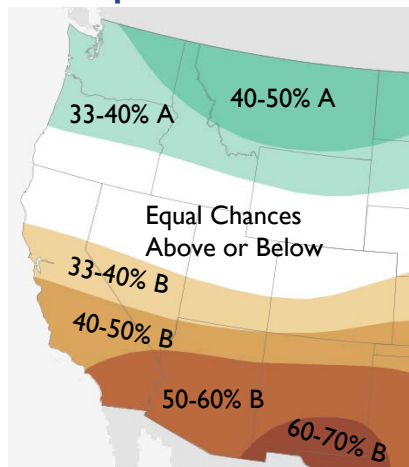 40-50% A
33-40% A
Equal Chances
Above or Below
33-40% B
40-50% B
50-60% B
60-70% B